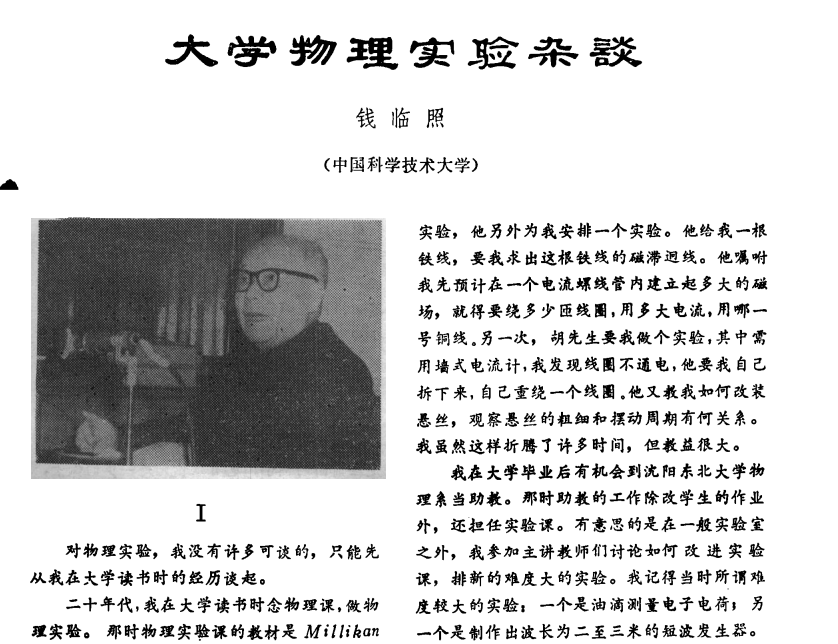 大学物理实验杂談
钱临照
(中国科学技术大学)
I
对物理实验，我没有许多可谈的，只能先
从我在大学读书时的经历谈起。
二十年代，我在大学读书时念物理课，做物
理实验。那时物理实验课的教材是 Millikan
实验，他另外为我安排一个实验。他给我一根
铁线，要我求出这根铁线的磁滞迴线。他嘱咐
我先预计在一个电流螺线管内建立起多大的磁
场，就得要绕多少匝线圈，用多大电流，用哪一
号铜线。另一次，胡先生要我做个实验，其中需
用墙式电流计，我发现线圈不通电，他要我自己
拆下来，自己重绕一个线圈。他又教我如何改装
悬丝，观察悬丝的粗细和摆动周期有何关系。
我虽然这样折腾了许多时间，但教益很大。
我在大学毕业后有机会到沈阳东北大学物
理系当助教。那时助教的工作除改学生的作业
外，还担任实验课。有意思的是在一般实验室
之外，我参加主讲教师们讨论如何改进实验
课，排新的难度大的实验。我记得当时所谓难
度较大的实验：一个是油滴测量电子电荷；另
一个是制作出波长为二至三米的短波发生器。